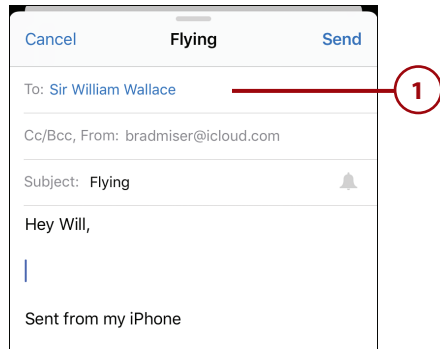 Cancel Flying Send
To: Sir William Wallace 1
Cc/Bcc, From: bradmiser@icloud.com
Subject: Flying
Hey Will,
Sent from my iPhone